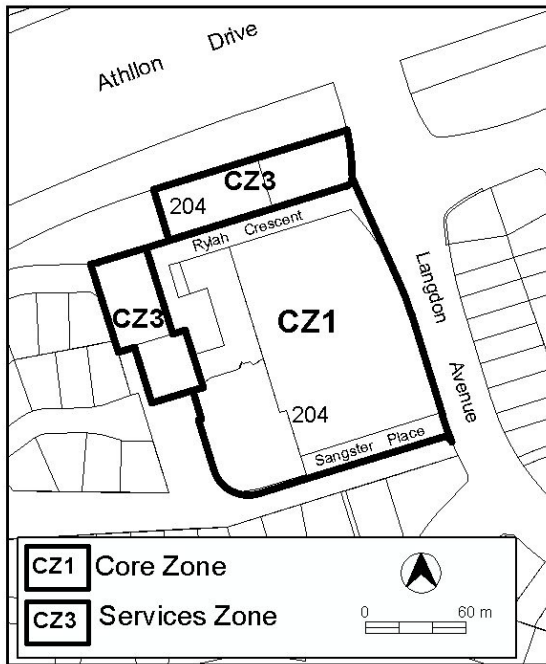 Athllon Drive
CZ3
204
Rylah Crescent
CZ3
CZ1
Langdon Avenue
204
Sangster Place
CZ1 Core Zone
CZ3 Services Zone
0 60 m